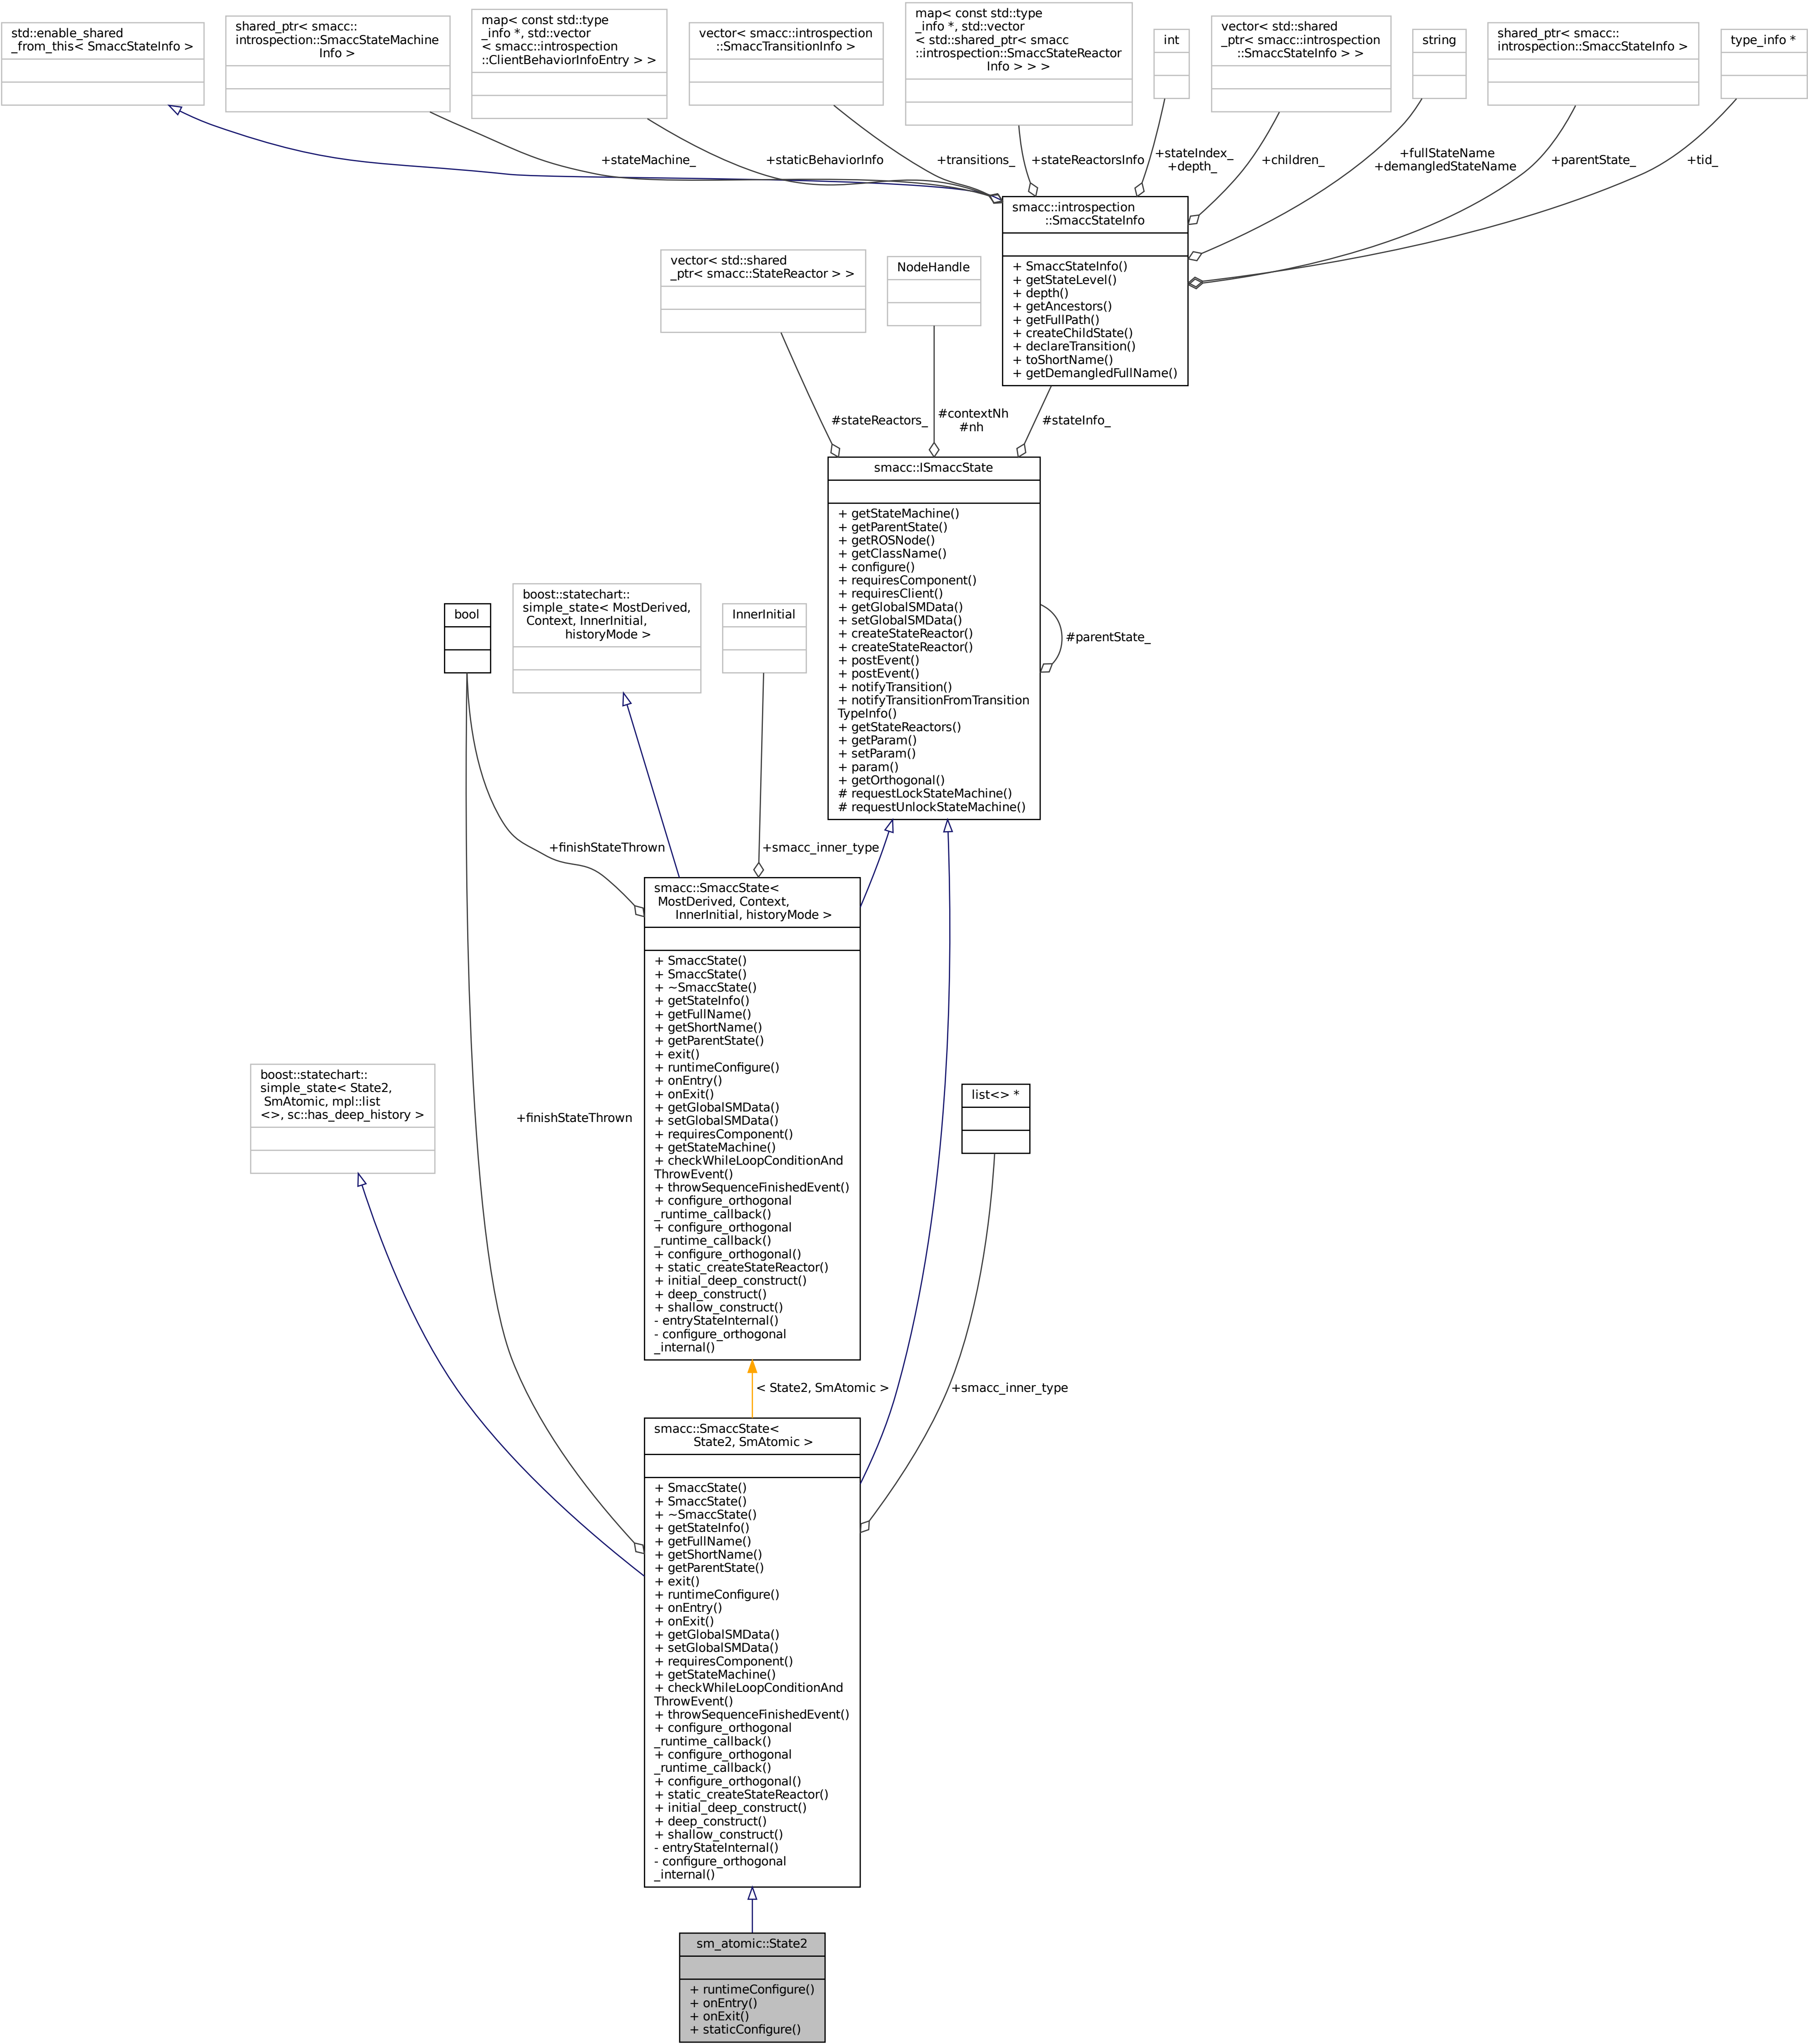 std::enable_shared
_from_this< SmaccStateInfo >
shared_ptr< smacc::
introspection::SmaccStateMachine
Info >
map< const std::type
_info *, std::vector
< smacc::introspection
::ClientBehaviorInfoEntry > >
vector< smacc::introspection
::SmaccTransitionInfo >
map< const std::type
_info *, std::vector
< std::shared_ptr< smacc
::introspection::SmaccStateReactor
Info > > >
int
vector< std::shared
_ptr< smacc::introspection
::SmaccStateInfo > >
string
shared_ptr< smacc::
introspection::SmaccStateInfo >
type_info *
+stateMachine_
+staticBehaviorInfo
+transitions_
+stateReactorsInfo
+stateIndex_
+depth_
+children_
+fullStateName
+demangledStateName
+parentState_
+tid_
smacc::introspection
::SmaccStateInfo
+ SmaccStateInfo()
+ getStateLevel()
+ depth()
+ getAncestors()
+ getFullPath()
+ createChildState()
+ declareTransition()
+ toShortName()
+ getDemangledFullName()
vector< std::shared
_ptr< smacc::StateReactor > >
NodeHandle
#stateReactors_
#contextNh
#nh
#stateInfo_
smacc::ISmaccState
+ getStateMachine()
+ getParentState()
+ getROSNode()
+ getClassName()
+ configure()
+ requiresComponent()
+ requiresClient()
+ getGlobalSMData()
+ setGlobalSMData()
+ createStateReactor()
+ createStateReactor()
+ postEvent()
+ postEvent()
+ notifyTransition()
+ notifyTransitionFromTransition
TypeInfo()
+ getStateReactors()
+ getParam()
+ setParam()
+ param()
+ getOrthogonal()
# requestLockStateMachine()
# requestUnlockStateMachine()
#parentState_
bool
boost::statechart::
simple_state< MostDerived,
Context, InnerInitial,
historyMode >
InnerInitial
+finishStateThrown
+smacc_inner_type
smacc::SmaccState<
MostDerived, Context,
InnerInitial, historyMode >
+ SmaccState()
+ SmaccState()
+ ~SmaccState()
+ getStateInfo()
+ getFullName()
+ getShortName()
+ getParentState()
+ exit()
+ runtimeConfigure()
+ onEntry()
+ onExit()
+ getGlobalSMData()
+ setGlobalSMData()
+ requiresComponent()
+ getStateMachine()
+ checkWhileLoopConditionAnd
ThrowEvent()
+ throwSequenceFinishedEvent()
+ configure_orthogonal
_runtime_callback()
+ configure_orthogonal
_runtime_callback()
+ configure_orthogonal()
+ static_createStateReactor()
+ initial_deep_construct()
+ deep_construct()
+ shallow_construct()
- entryStateInternal()
- configure_orthogonal
_internal()
boost::statechart::
simple_state< State2,
SmAtomic, mpl::list
<>, sc::has_deep_history >
+finishStateThrown
list<> *
< State2, SmAtomic >
+smacc_inner_type
smacc::SmaccState<
State2, SmAtomic >
+ SmaccState()
+ SmaccState()
+ ~SmaccState()
+ getStateInfo()
+ getFullName()
+ getShortName()
+ getParentState()
+ exit()
+ runtimeConfigure()
+ onEntry()
+ onExit()
+ getGlobalSMData()
+ setGlobalSMData()
+ requiresComponent()
+ getStateMachine()
+ checkWhileLoopConditionAnd
ThrowEvent()
+ throwSequenceFinishedEvent()
+ configure_orthogonal
_runtime_callback()
+ configure_orthogonal
_runtime_callback()
+ configure_orthogonal()
+ static_createStateReactor()
+ initial_deep_construct()
+ deep_construct()
+ shallow_construct()
- entryStateInternal()
- configure_orthogonal
_internal()
sm_atomic::State2
+ runtimeConfigure()
+ onEntry()
+ onExit()
+ staticConfigure()